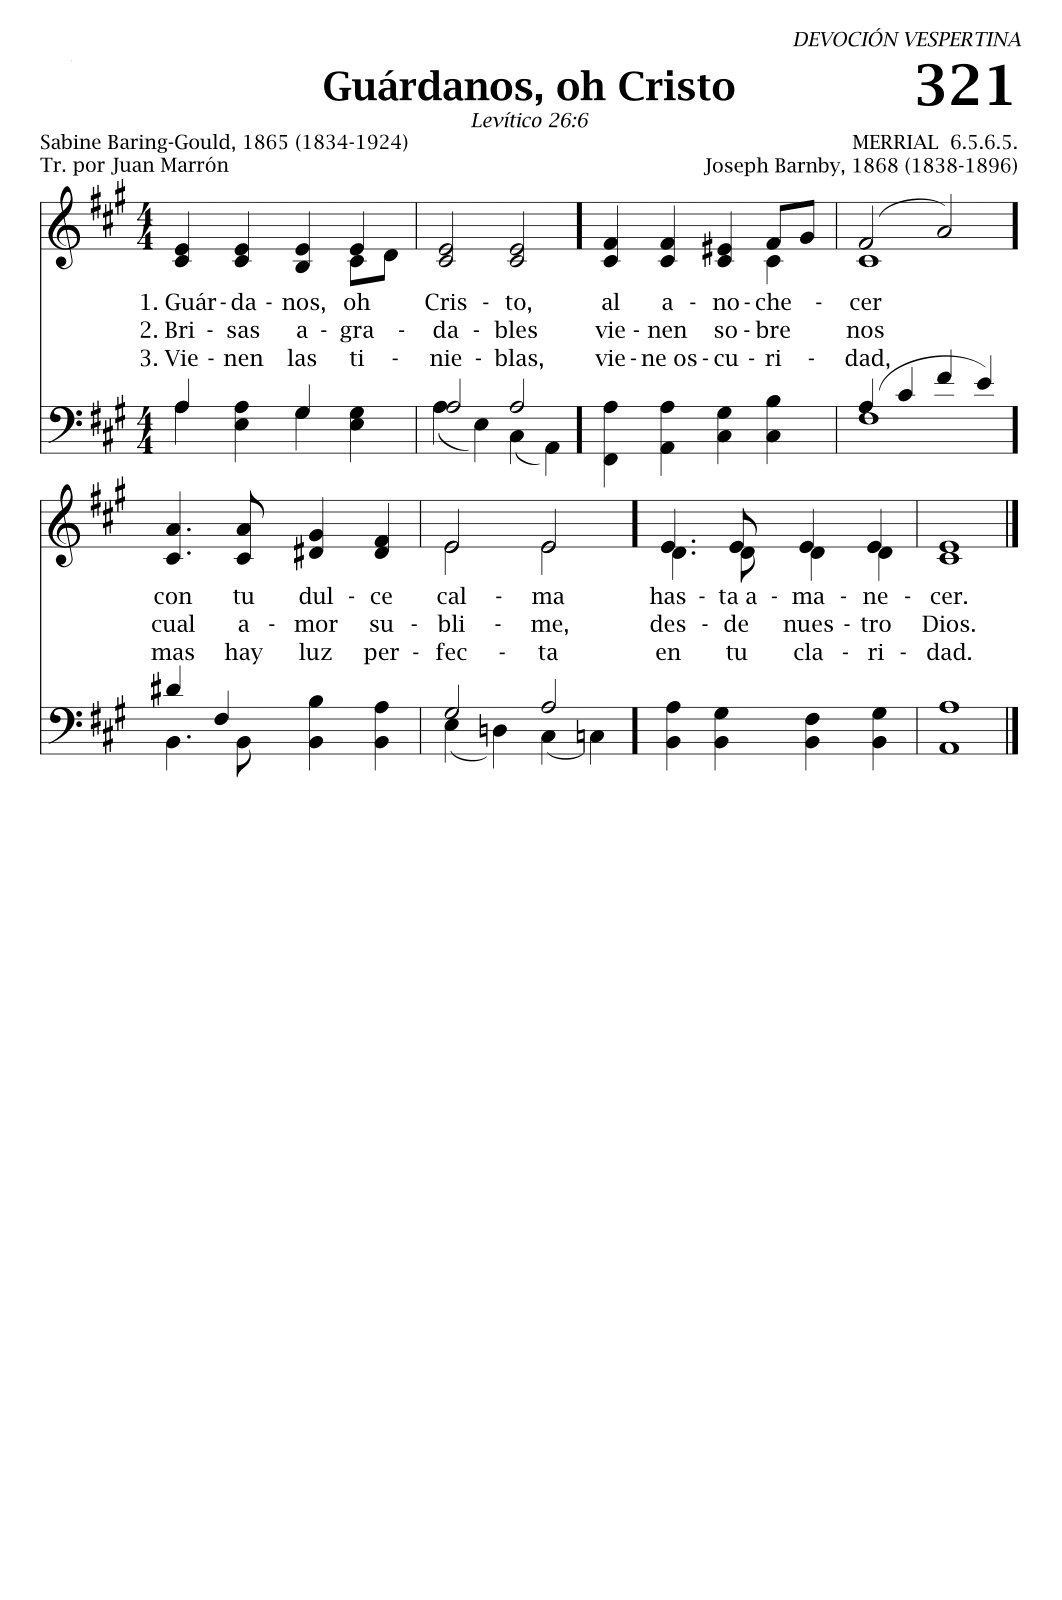 DEVOCIÓN VESPERTINA
Guárdanos, oh Cristo 321
Levítico 26:6
Sabine Baring-Gould, 1865 (1834-1924) MERRIAL 6.5.6.5.
Tr. por Juan Marrón Joseph Barnby, 1868 (1838-1896)
4 4
1. Guár - da - nos, oh Cris - to, al a - no - che - cer
2. Bri - sas a - gra - da - bles vie - nen so - bre nos
3. Vie - nen las ti - nie - blas, vie - ne os - cu - ri - dad,
4 4
con tu dul - ce cal - ma has - ta a - ma - ne - cer.
cual a - mor su - bli - me, des - de nues - tro Dios.
mas hay luz per - fec - ta en tu cla - ri - dad.